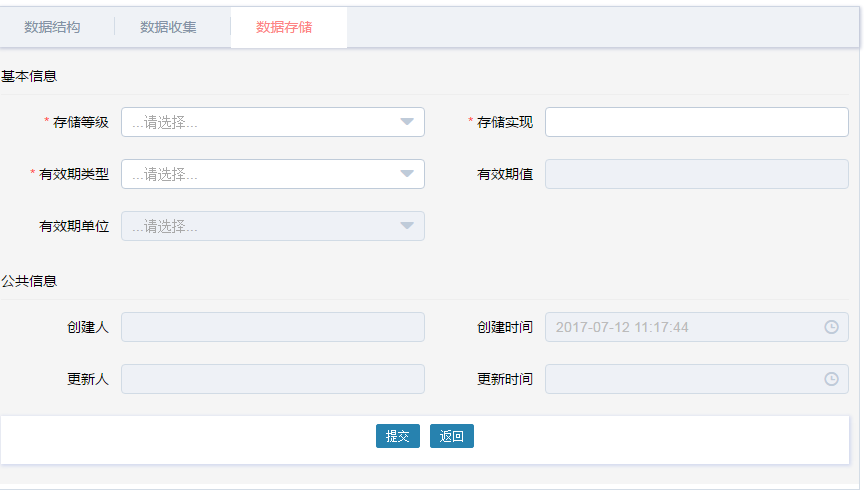 数据结构 数据收集 数据存储
基本信息
* 存储等级 ...请选择... * 存储实现
* 有效期类型 ...请选择... 有效期值
有效期单位 ...请选择...
公共信息
创建人 创建时间 2017-07-12 11:17:44
更新人 更新时间
提交 返回